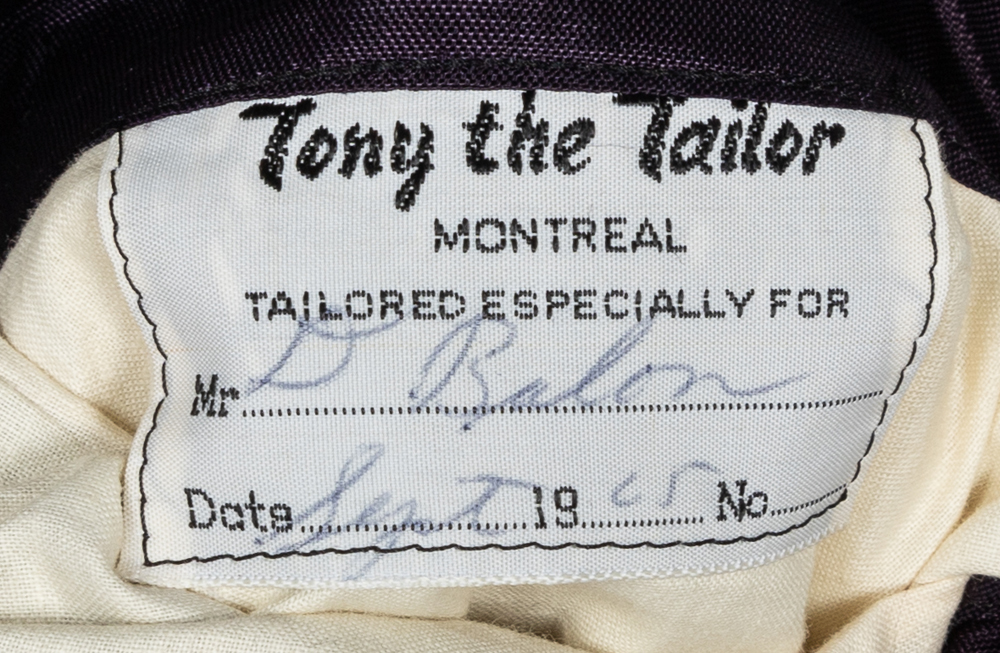 Tony the Tailor
MONTREAL
TAILORED ESPECIALLY FOR
Mr D Balon
Date Sept 19 65 No